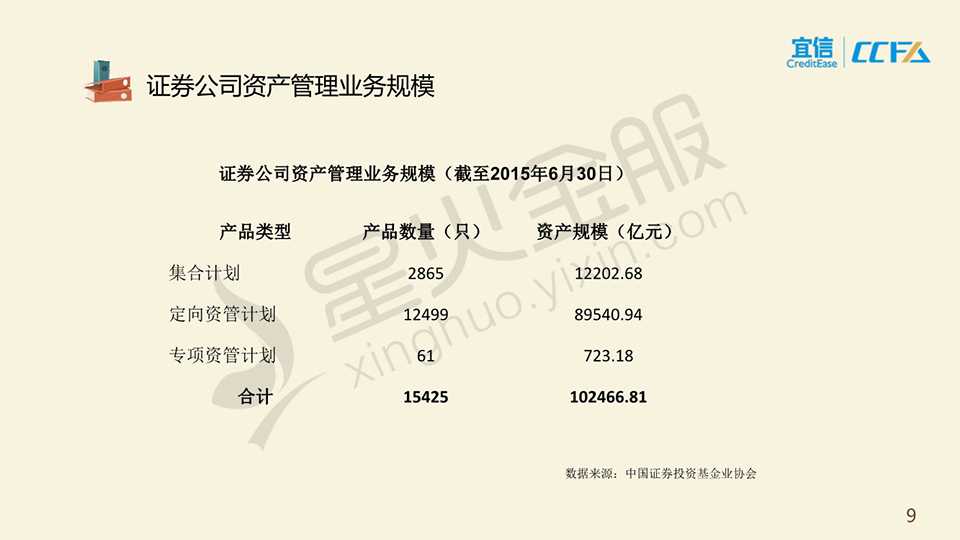 宜信
CreditEase
CCFA
证券公司资产管理业务规模
证券公司资产管理业务规模（截至2015年6月30日）
产品类型 产品数量（只） 资产规模（亿元）
集合计划 2865 12202.68
定向资管计划 12499 89540.94
专项资管计划 61 723.18
合计 15425 102466.81
星火金服
xinghuo.yixin.com
数据来源：中国证券投资基金业协会
9